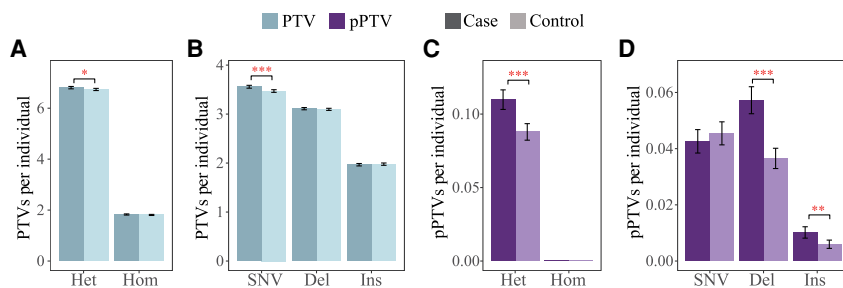 PTV pPTV Case Control
A
PTVs per individual
6
4
2
0
*
Het Hom
B
PTVs per individual
4
3
2
1
0
***
SNV Del Ins
C
pPTVs per individual
0.10
0.05
0.00
***
Het Hom
D
pPTVs per individual
0.06
0.04
0.02
0.00
***
**
SNV Del Ins